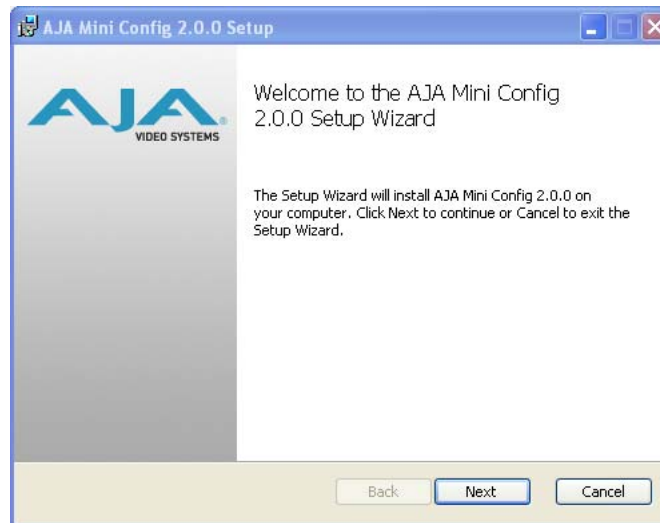 AJA Mini Config 2.0.0 Setup
AJA
VIDEO SYSTEMS
Welcome to the AJA Mini Config
2.0.0 Setup Wizard
The Setup Wizard will install AJA Mini Config 2.0.0 on
your computer. Click Next to continue or Cancel to exit the
Setup Wizard.
Back
Next
Cancel